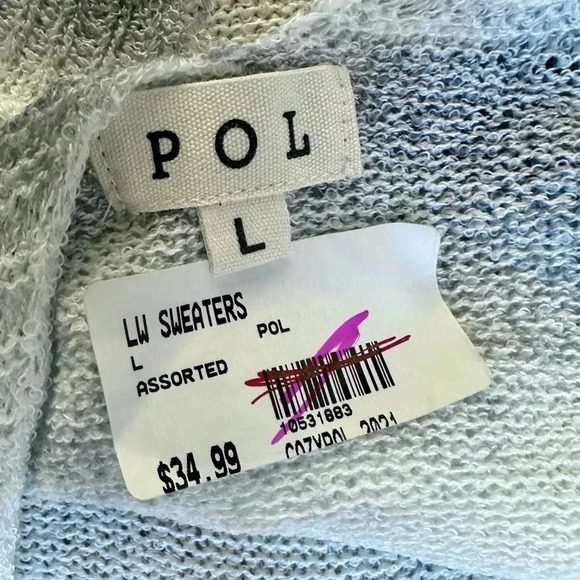 POL
L
LW SWEATERS
L POL
ASSORTED
10531883
$34.99
COZYPOL 2021